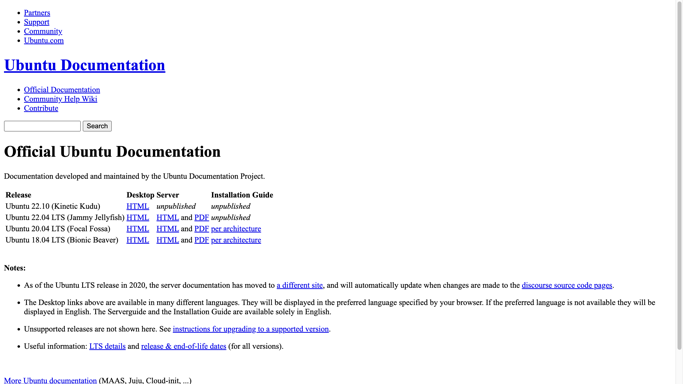 Partners
Support
Community
Ubuntu.com
Ubuntu Documentation
Official Documentation
Community Help Wiki
Contribute
Search
Official Ubuntu Documentation
Documentation developed and maintained by the Ubuntu Documentation Project.
Release Desktop Server Installation Guide
Ubuntu 22.10 (Kinetic Kudu) HTML unpublished
Ubuntu 22.04 LTS (Jammy Jellyfish) HTML HTML and PDF unpublished
Ubuntu 20.04 LTS (Focal Fossa) HTML HTML and PDF per architecture
Ubuntu 18.04 LTS (Bionic Beaver) HTML HTML and PDF per architecture
Notes:
As of the Ubuntu LTS release in 2020, the server documentation has moved to a different site, and will automatically update when changes are made to the discourse source code pages.
The Desktop links above are available in many different languages. They will be displayed in the preferred language specified by your browser. If the preferred language is not available they will be
displayed in English. The Serverguide and the Installation Guide are available solely in English.
Unsupported releases are not shown here. See instructions for upgrading to a supported version.
Useful information: LTS details and release & end-of-life dates (for all versions).
More Ubuntu documentation (MAAS, Juju, Cloud-init, ...)